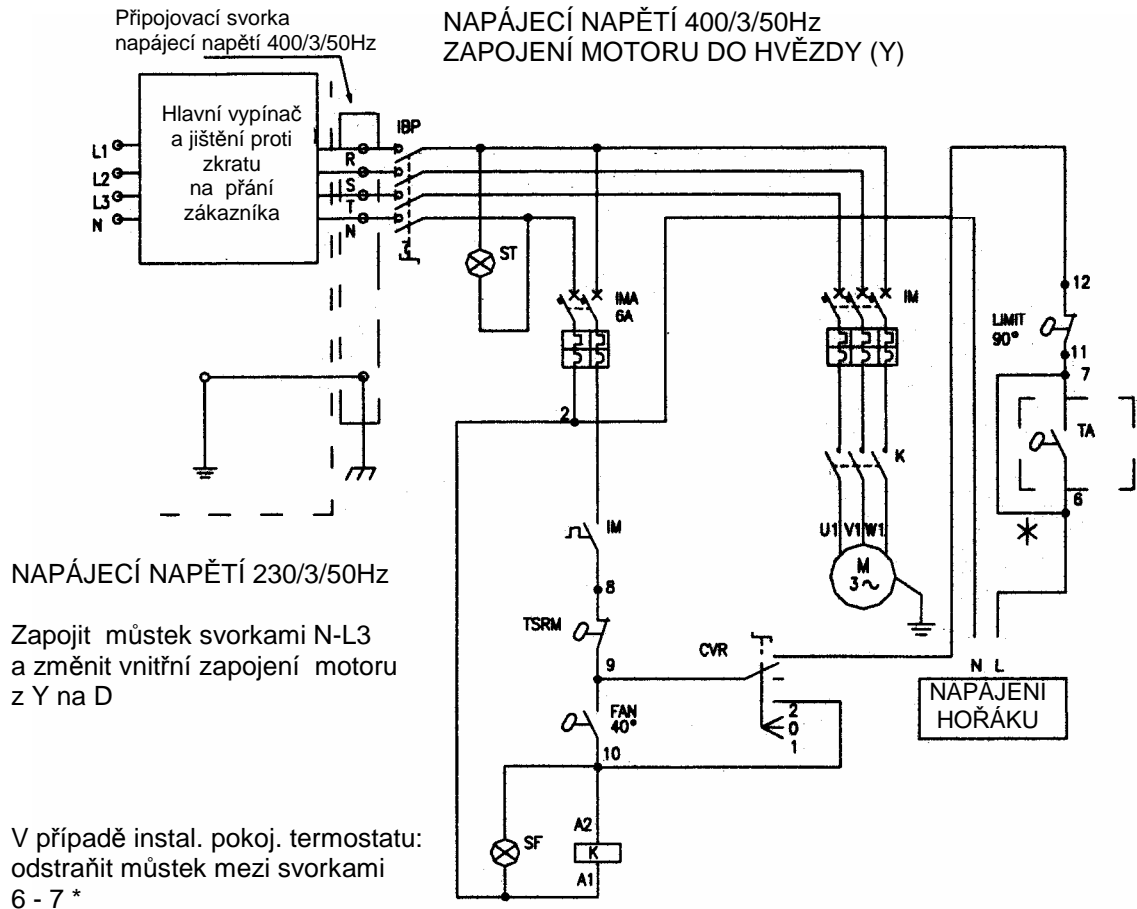 Připojovací svorka
napájecí napětí 400/3/50Hz
NAPÁJECÍ NAPĚTÍ 400/3/50Hz
ZAPOJENÍ MOTORU DO HVĚZDY (Y)
Hlavní vypínač
a jištění proti
zkratu
na přání
zákazníka
L1
L2
L3
N
R
S
T
N
IBP
ST
IMA
6A
IM
12
LIMIT
90°
11
7
TA
6
2
K
U1 V1 W1
M
3~
IM
8
TSRM
9
CVR
FAN
40°
10
2
0
1
N L
NAPÁJENI
HOŘÁKU
SF
A2
K
A1
NAPÁJECÍ NAPĚTÍ 230/3/50Hz
Zapojit můstek svorkami N-L3
a změnit vnitřní zapojení motoru
z Y na D
V případě instal. pokoj. termostatu:
odstraňit můstek mezi svorkami
6 - 7 *